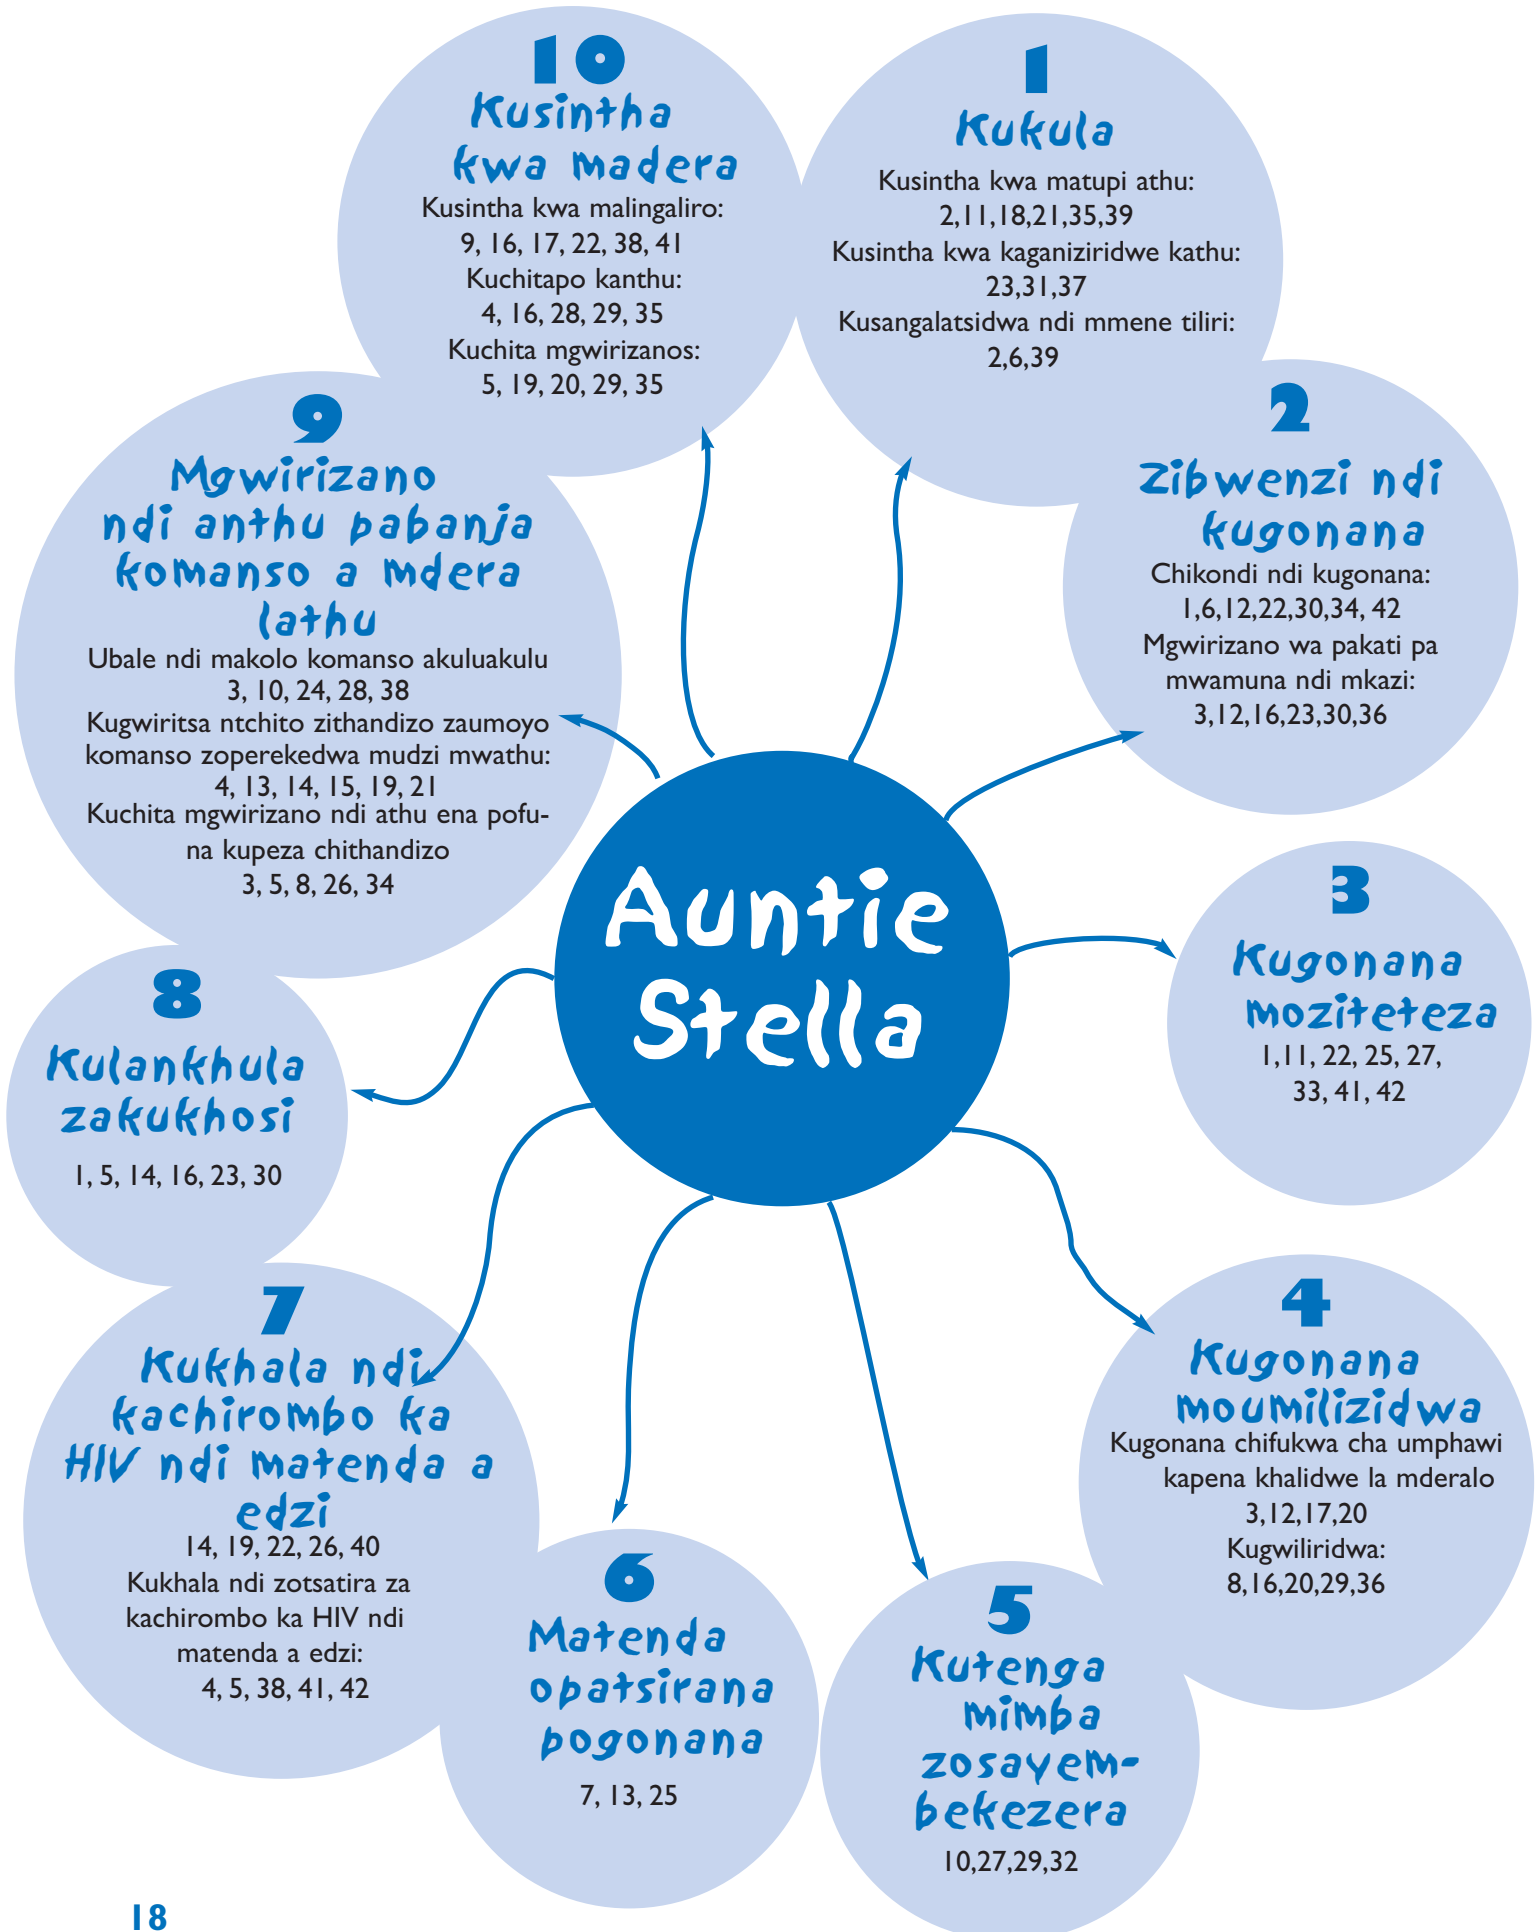 10
Kusintha
kwa madera
Kusintha kwa malingaliro:
9, 16, 17, 22, 38, 41
Kuchitapo kanthu:
4, 16, 28, 29, 35
Kuchita mgwirizanos:
5, 19, 20, 29, 35
1
Kukula
Kusintha kwa matupi athu:
2,11,18,21,35,39
Kusintha kwa kaganiziridwe kathu:
23,31,37
Kusangalatsidwa ndi mmene tiliri:
2,6,39
2
Zibwenzi ndi
kugonana
Chikondi ndi kugonana:
1,6,12,22,30,34, 42
Mgwirizano wa pakati pa
mwamuna ndi mkazi:
3,12,16,23,30,36
9
Mgwirizano
ndi anthu pabanja
komanso a mdera
lathu
Ubale ndi makolo komanso akuluakulu
3, 10, 24, 28, 38
Kugwiritsa ntchito zithandizo zaumoyo
komanso zoperekedwa mudzi mwathu:
4, 13, 14, 15, 19, 21
Kuchita mgwirizano ndi athu ena pofu-
na kupeza chithandizo
3, 5, 8, 26, 34
Auntie
Stella
3
Kugonana
moziteteza
1,11, 22, 25, 27,
33, 41, 42
8
Kulankhula
zakukhosi
1, 5, 14, 16, 23, 30
4
Kugonana
moumilizidwa
Kugonana chifukwa cha umphawi
kapena khalidwe la mderalo
3,12,17,20
Kugwiliridwa:
8,16,20,29,36
7
Kukhala ndi
kachirombo ka
HIV ndi matenda a
edzi
14, 19, 22, 26, 40
Kukhala ndi zotsatira za
kachirombo ka HIV ndi
matenda a edzi:
4, 5, 38, 41, 42
6
Matenda
opatsirana
pogonana
7, 13, 25
5
Kutenga
mimba
zosayem-
bekezera
10,27,29,32
18